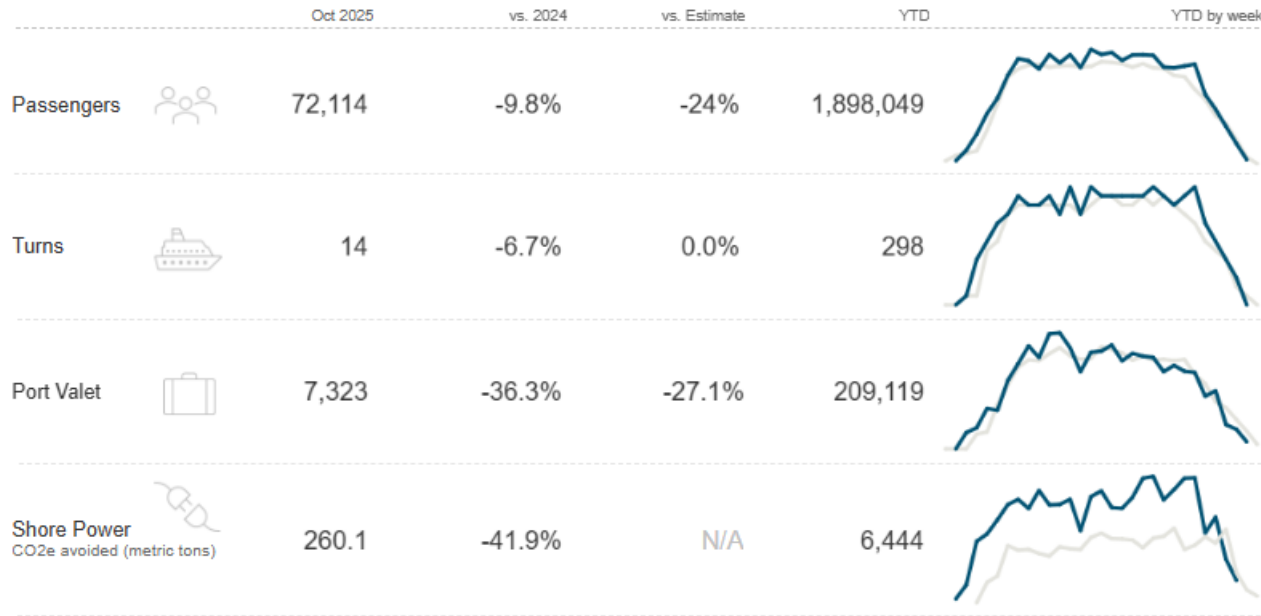 Oct 2025 vs. 2024 vs. Estimate YTD YTD by week
Passengers 72,114 -9.8% -24% 1,898,049
Turns 14 -6.7% 0.0% 298
Port Valet 7,323 -36.3% -27.1% 209,119
Shore Power 260.1 -41.9% N/A 6,444
CO2e avoided (metric tons)